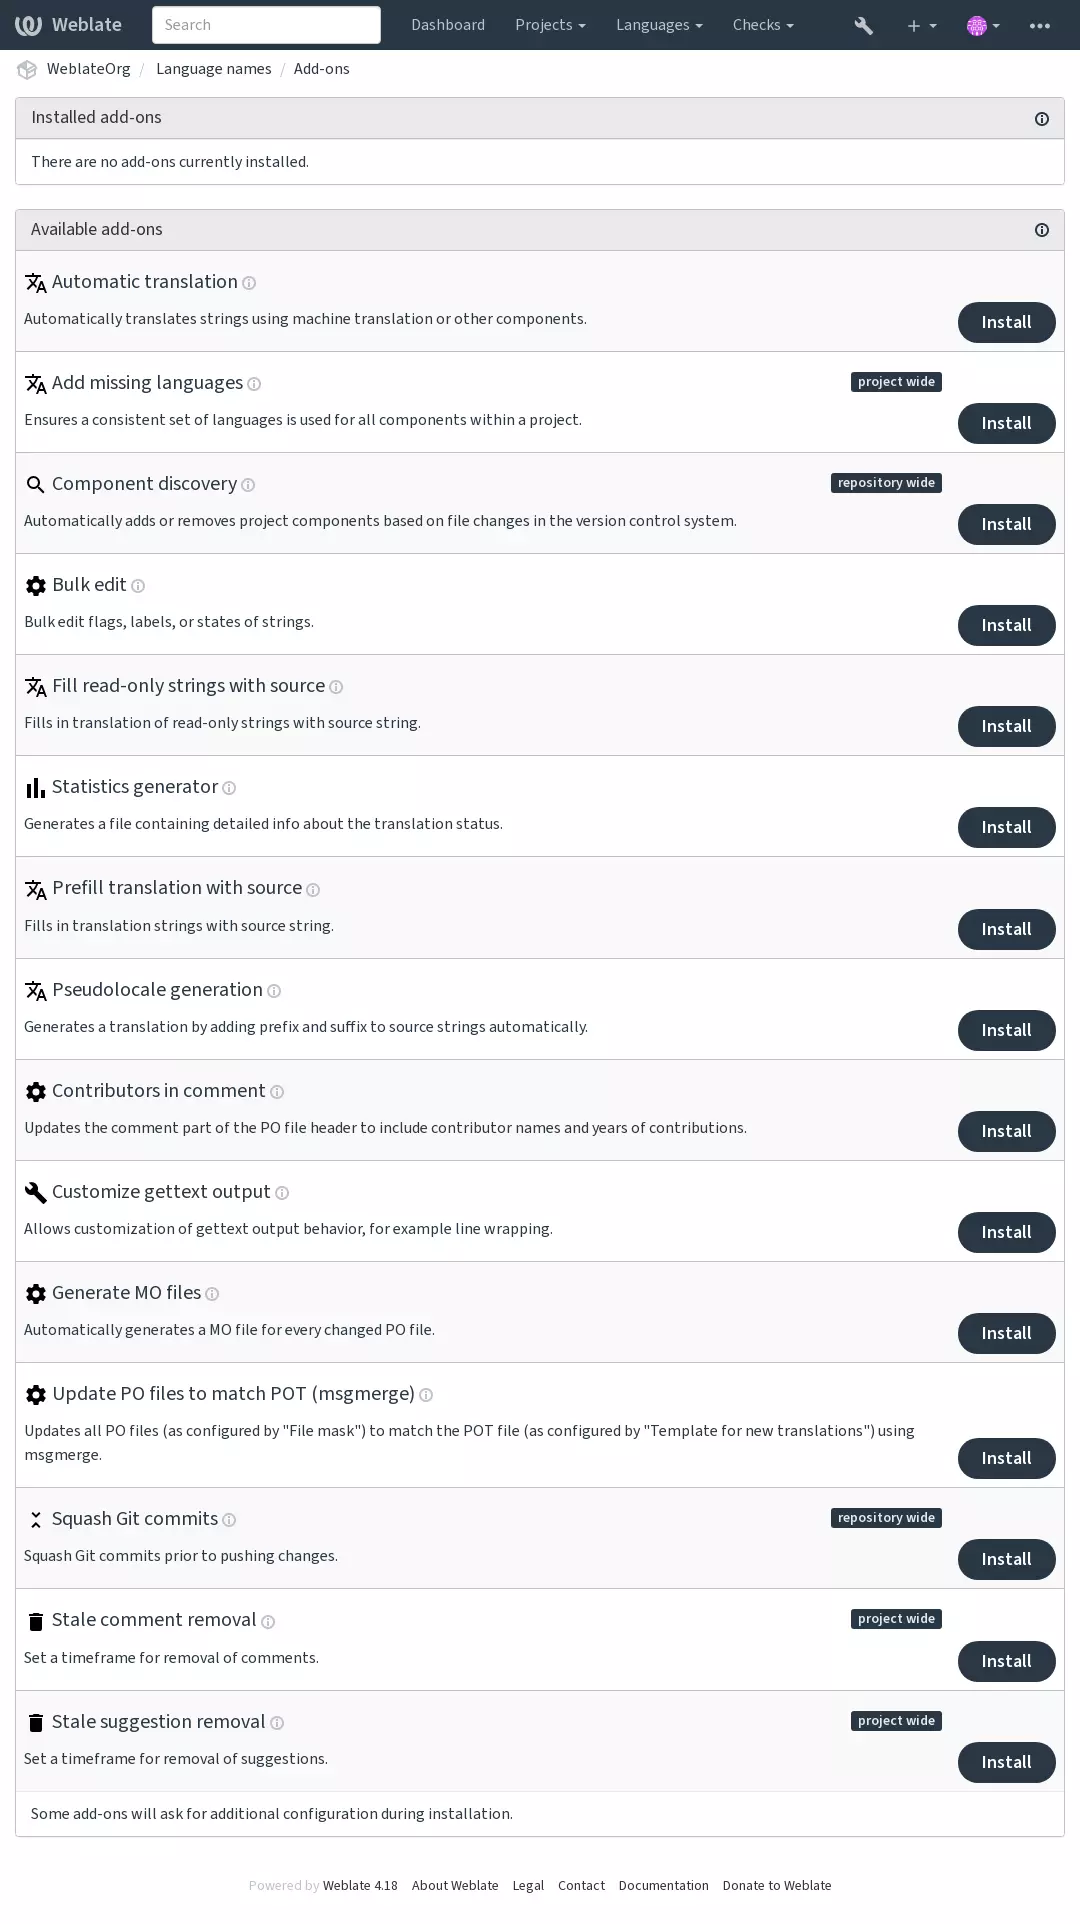 Weblate
Search
Dashboard
Projects
Languages
Checks
WeblateOrg / Language names / Add-ons
Installed add-ons
There are no add-ons currently installed.
Available add-ons
Automatic translation
Automatically translates strings using machine translation or other components.
Install
Add missing languages
project wide
Ensures a consistent set of languages is used for all components within a project.
Install
Component discovery
repository wide
Automatically adds or removes project components based on file changes in the version control system.
Install
Bulk edit
Bulk edit flags, labels, or states of strings.
Install
Fill read-only strings with source
Fills in translation of read-only strings with source string.
Install
Statistics generator
Generates a file containing detailed info about the translation status.
Install
Prefill translation with source
Fills in translation strings with source string.
Install
Pseudolocale generation
Generates a translation by adding prefix and suffix to source strings automatically.
Install
Contributors in comment
Updates the comment part of the PO file header to include contributor names and years of contributions.
Install
Customize gettext output
Allows customization of gettext output behavior, for example line wrapping.
Install
Generate MO files
Automatically generates a MO file for every changed PO file.
Install
Update PO files to match POT (msgmerge)
Updates all PO files (as configured by "File mask") to match the POT file (as configured by "Template for new translations") using
msgmerge.
Install
Squash Git commits
repository wide
Squash Git commits prior to pushing changes.
Install
Stale comment removal
project wide
Set a timeframe for removal of comments.
Install
Stale suggestion removal
project wide
Set a timeframe for removal of suggestions.
Install
Some add-ons will ask for additional configuration during installation.
Powered by Weblate 4.18 About Weblate Legal Contact Documentation Donate to Weblate